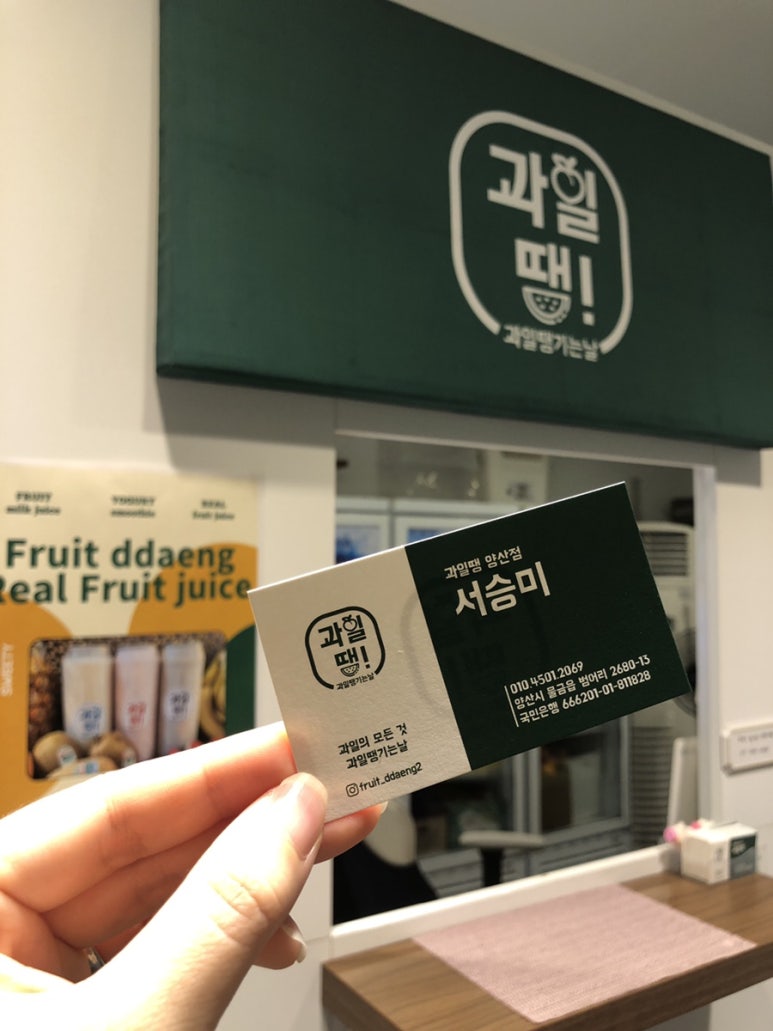 과일
땡!
과일땡기는날
FRUIT
milk juice
YOGURT
smoothie
REAL
fruit juice
Fruit ddaeng
Real Fruit juice
SWEETY
과일
땡!
과일땡기는날
과일의 모든 것
과일땡기는날
fruit_ddaeng2
과일땡 양산점
서승미
010.4501.2069
양산시 물금읍 범어리 2680-13
국민은행 666201-01-811828